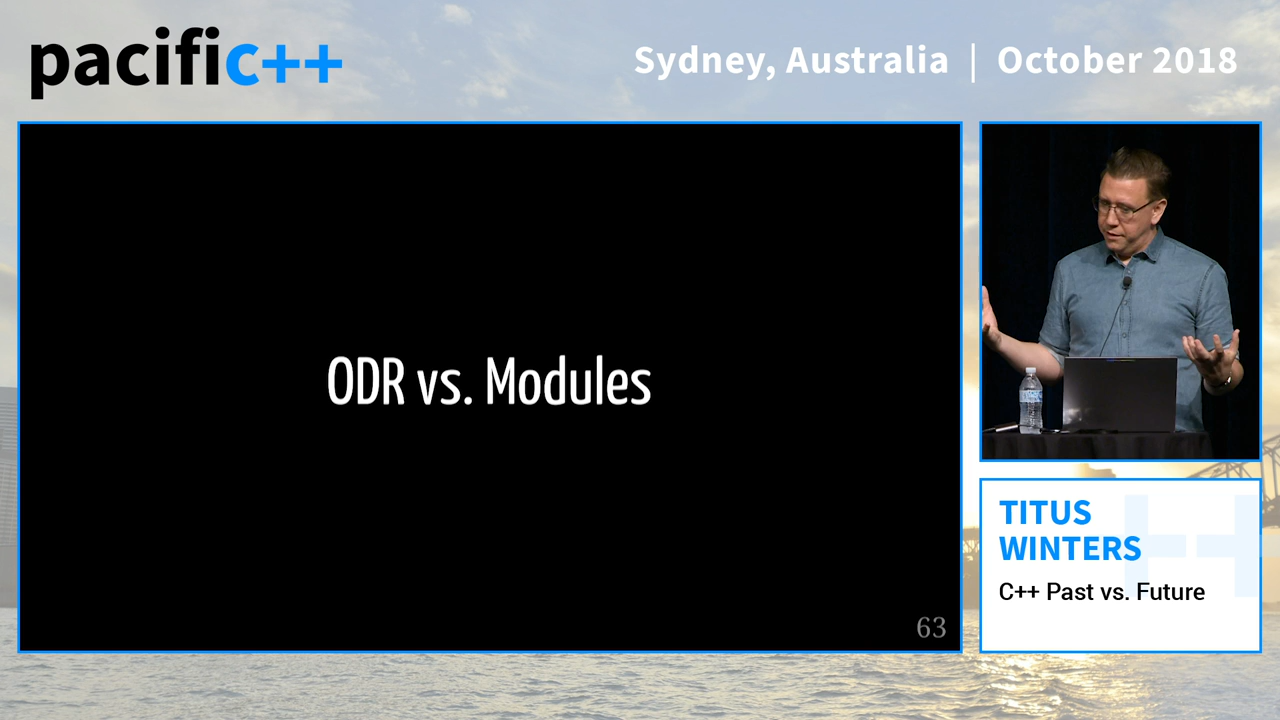 pacific++
Sydney, Australia | October 2018
ODR vs. Modules
63
TITUS
WINTERS
C++ Past vs. Future